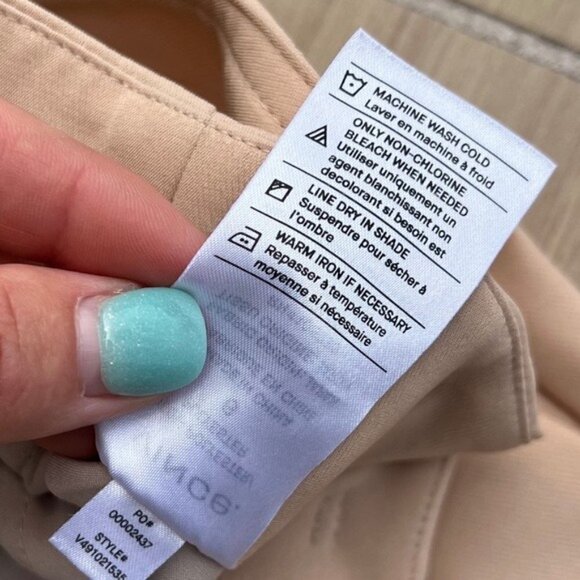 MACHINE WASH COLD
Laver en machine à froid
ONLY NON-CHLORINE
BLEACH WHEN NEEDED
Utiliser uniquement un
agent blanchissant non
décolorant si besoin est
LINE DRY IN SHADE
Suspendre pour sécher à
l'ombre
WARM IRON IF NECESSARY
Repasser à température
moyenne si nécessaire
PO#
00002437
STYLE#
V491021535